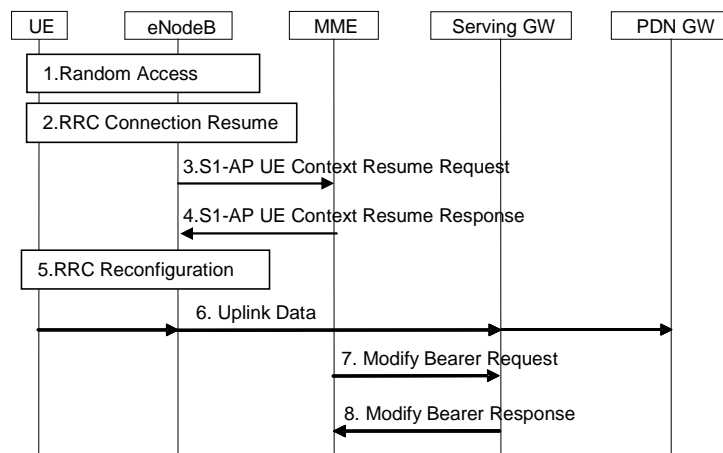 UE eNodeB MME Serving GW PDN GW
1.Random Access
2.RRC Connection Resume
3.S1-AP UE Context Resume Request
4.S1-AP UE Context Resume Response
5.RRC Reconfiguration
6. Uplink Data
7. Modify Bearer Request
8. Modify Bearer Response